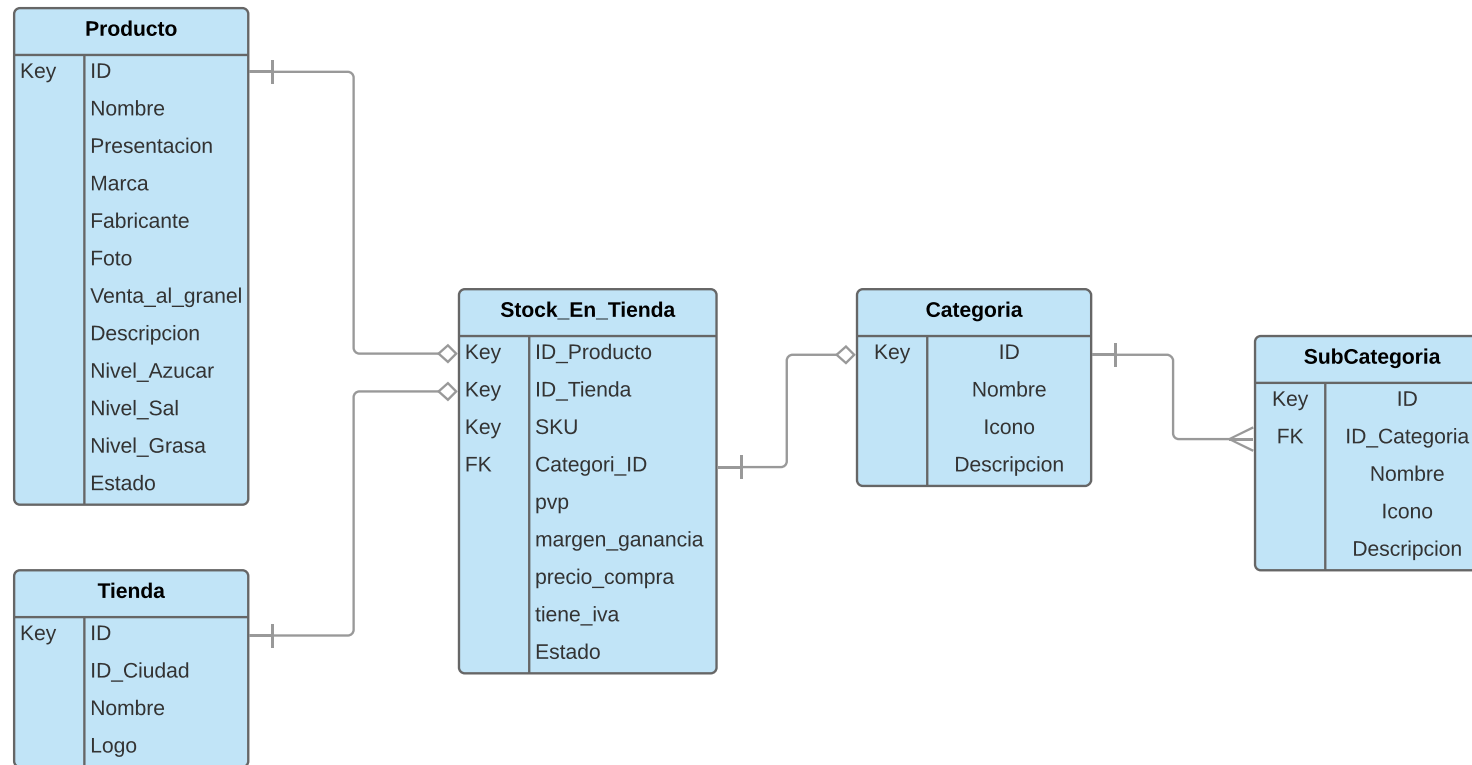 Producto
Key ID
Nombre
Presentacion
Marca
Fabricante
Foto
Venta_al_granel
Descripcion
Nivel_Azucar
Nivel_Sal
Nivel_Grasa
Estado
Tienda
Key ID
ID_Ciudad
Nombre
Logo
Stock_En_Tienda
Key ID_Producto
Key ID_Tienda
Key SKU
FK Categori_ID
pvp
margen_ganancia
precio_compra
tiene_iva
Estado
Categoria
Key ID
Nombre
Icono
Descripcion
SubCategoria
Key ID
FK ID_Categoria
Nombre
Icono
Descripcion